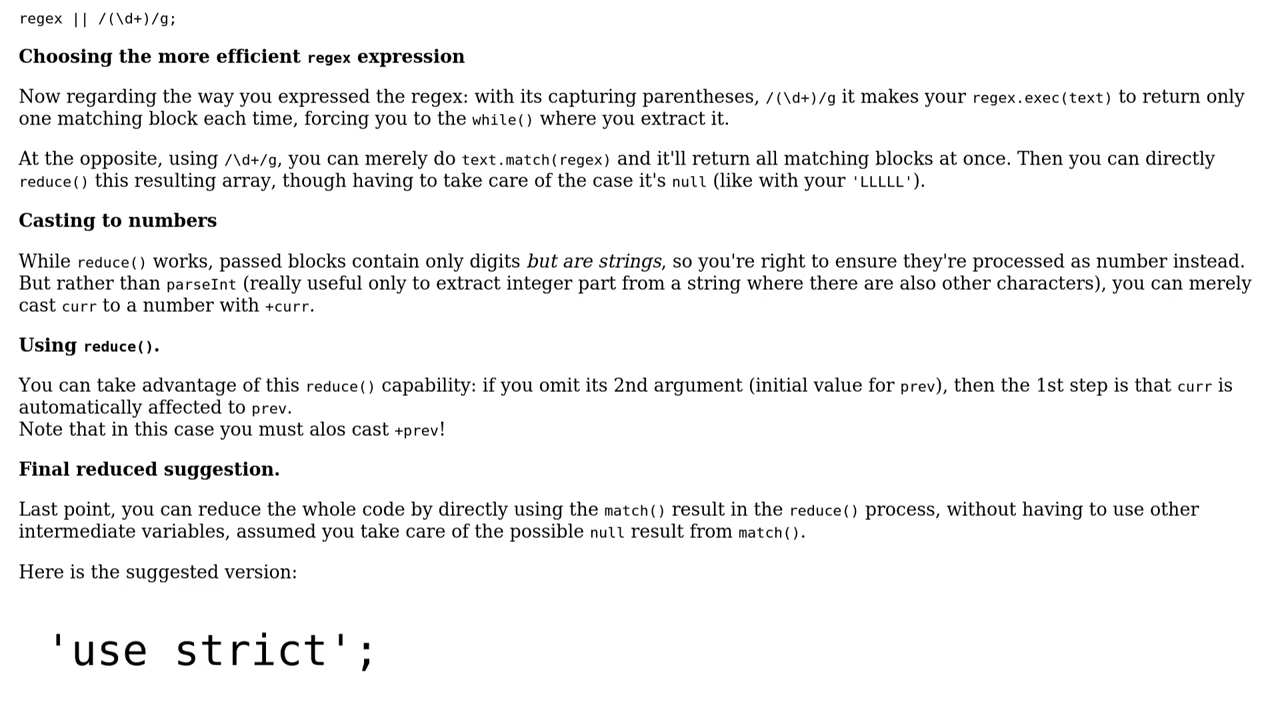 regex || /(\d+)/g;
Choosing the more efficient regex expression
Now regarding the way you expressed the regex: with its capturing parentheses, /(\d+)/g it makes your regex.exec(text) to return only
one matching block each time, forcing you to the while() where you extract it.
At the opposite, using /\d+/g, you can merely do text.match(regex) and it'll return all matching blocks at once. Then you can directly
reduce() this resulting array, though having to take care of the case it's null (like with your 'LLLLL').
Casting to numbers
While reduce() works, passed blocks contain only digits but are strings, so you're right to ensure they're processed as number instead.
But rather than parseInt (really useful only to extract integer part from a string where there are also other characters), you can merely
cast curr to a number with +curr.
Using reduce().
You can take advantage of this reduce() capability: if you omit its 2nd argument (initial value for prev), then the 1st step is that curr is
automatically affected to prev.
Note that in this case you must alos cast +prev!
Final reduced suggestion.
Last point, you can reduce the whole code by directly using the match() result in the reduce() process, without having to use other
intermediate variables, assumed you take care of the possible null result from match().
Here is the suggested version:
'use strict';